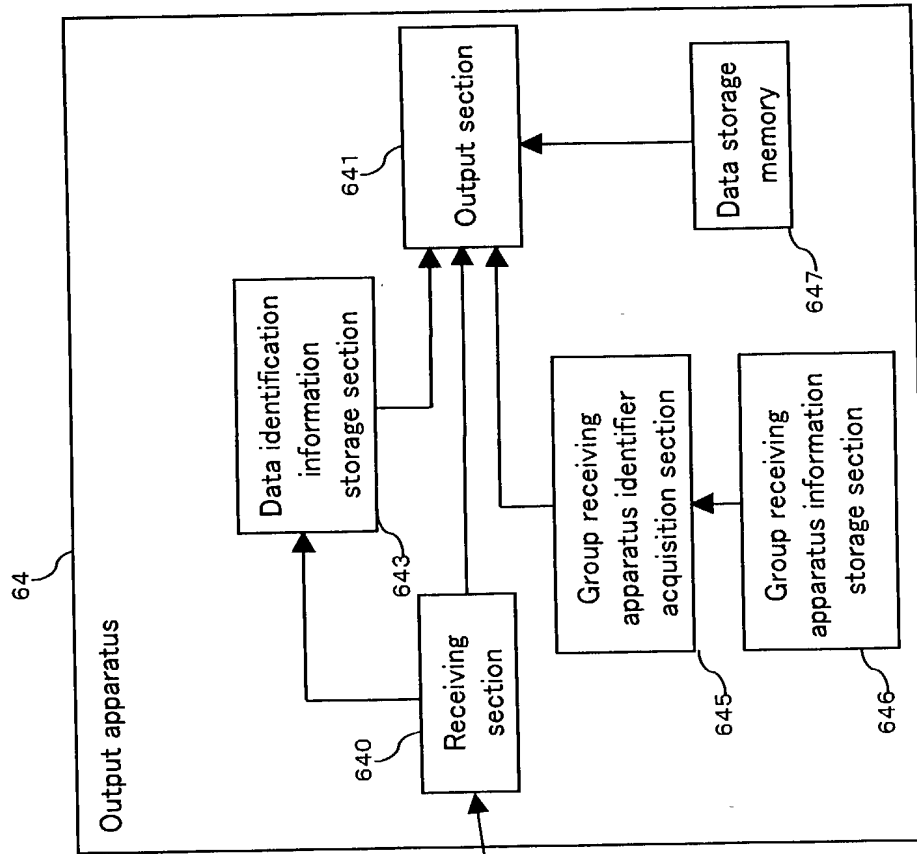 64
Output apparatus
Data identification
information
storage section
643
641
Output section
640
Receiving
section
Group receiving
apparatus identifier
acquisition section
645
Group receiving
apparatus information
storage section
646
Data storage
memory
647